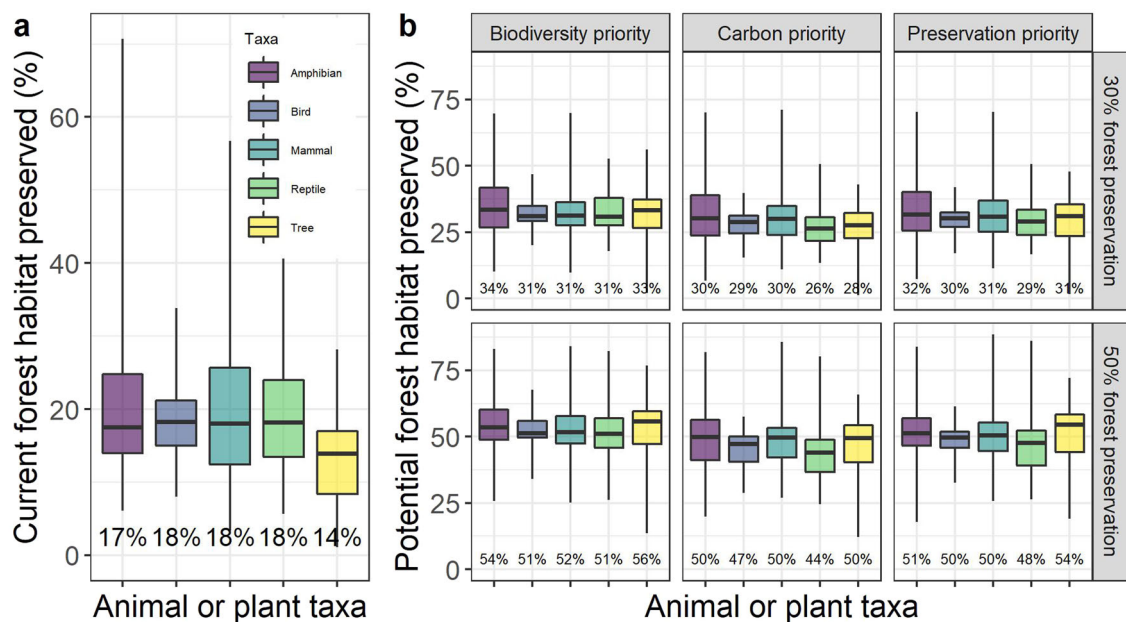 a
Current forest habitat preserved (%)
60
40
20
0
Taxa
Amphibian
Bird
Mammal
Reptile
Tree
17% 18% 18% 18% 14%
Animal or plant taxa
b
Potential forest habitat preserved (%)
Biodiversity priority
Carbon priority
Preservation priority
75
50
25
0
34% 31% 31% 31% 33%
30% 29% 30% 26% 28%
32% 30% 31% 29% 31%
30% forest preservation
75
50
25
0
54% 51% 52% 51% 56%
50% 47% 50% 44% 50%
51% 50% 50% 48% 54%
50% forest preservation
Animal or plant taxa